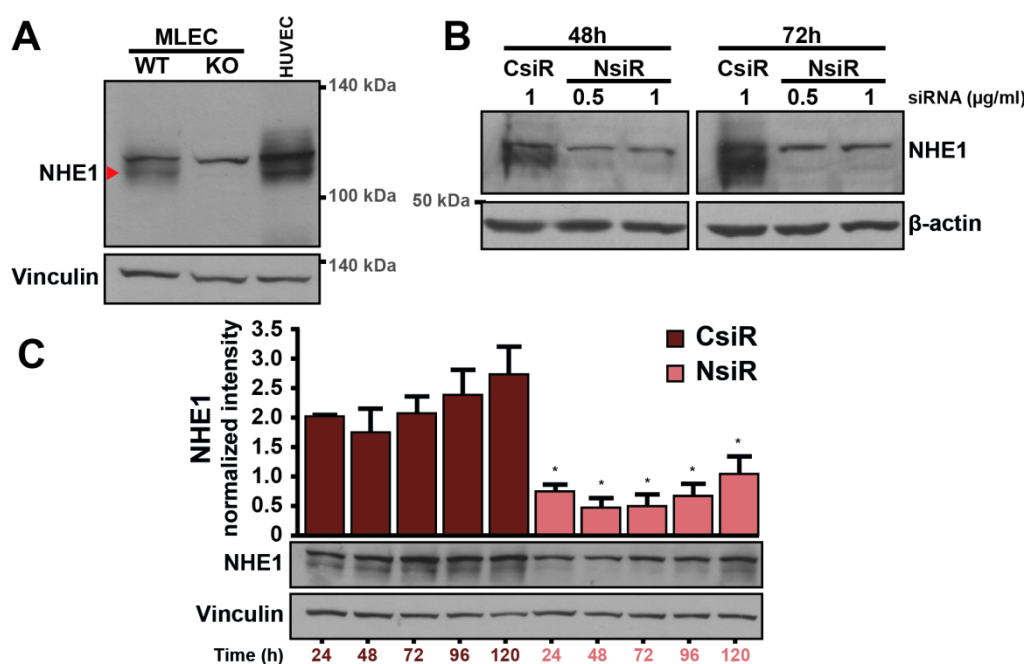 A
MLEC
WT KO HUVEC
140 kDa
NHE1
100 kDa
140 kDa
Vinculin
B
48h 72h
CsiR NsiR CsiR NsiR
1 0.5 1 1 0.5 1 siRNA (µg/ml)
NHE1
50 kDa
β-actin
C
NHE1
normalized intensity
3.5
3.0
2.5
2.0
1.5
1.0
0.5
0
CsiR
NsiR
* * * * *
NHE1
Vinculin
Time (h) 24 48 72 96 120 24 48 72 96 120